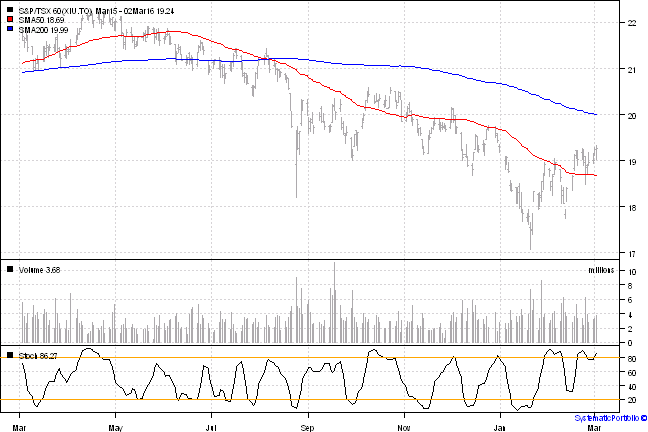 S&P/TSX 60(XIU.TO), Mar15 - 02Mar16 19.24
SMA50 18.69
SMA200 19.99
22
21
20
19
18
17
Volume 3.68
millions
10
8
6
4
2
0
Stoch 86.27
80
60
40
20
Mar May Jul Sep Nov Jan Mar
SystematicPortfolio ©